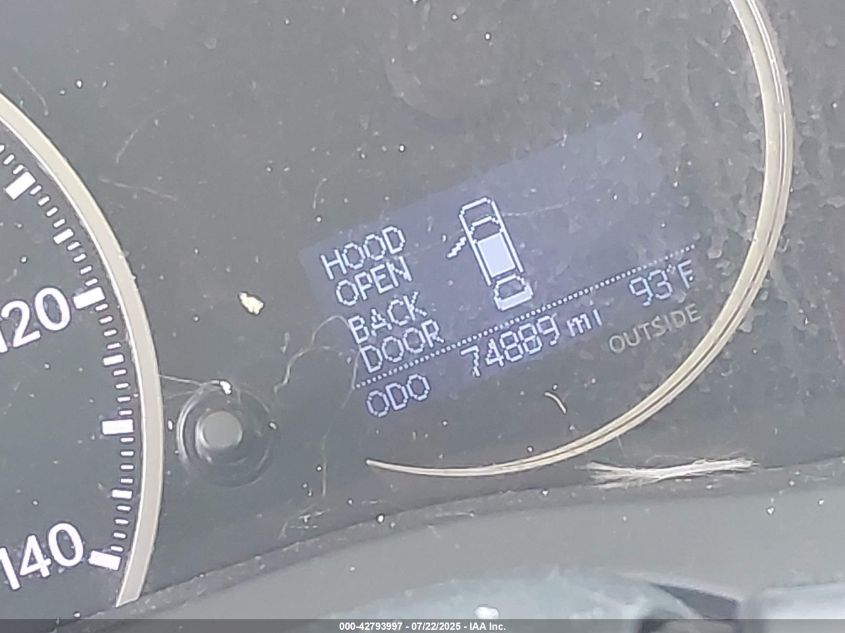 HOOD
OPEN
BACK
DOOR
ODO 74889 mi 93°F
OUTSIDE
120
140
000-42793997 - 07/22/2025 - IAA Inc.